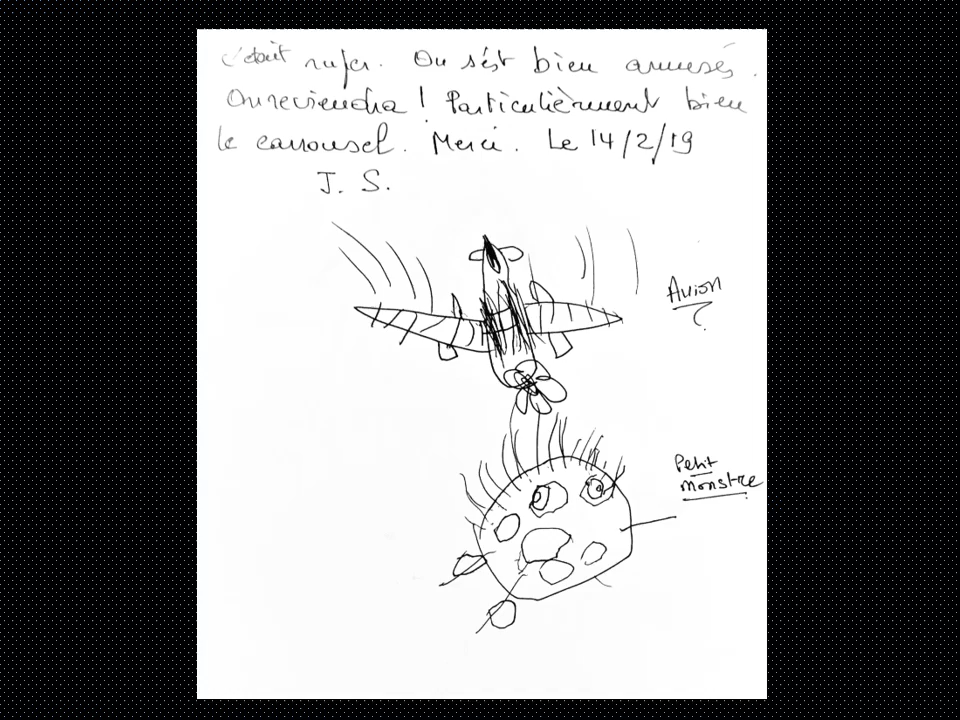 c'était super. On s'est bien amusés.
On reviendra ! Particulièrement bien
le carrousel. Merci. Le 14/2/19
J. S.
Avion
Petit
monstre